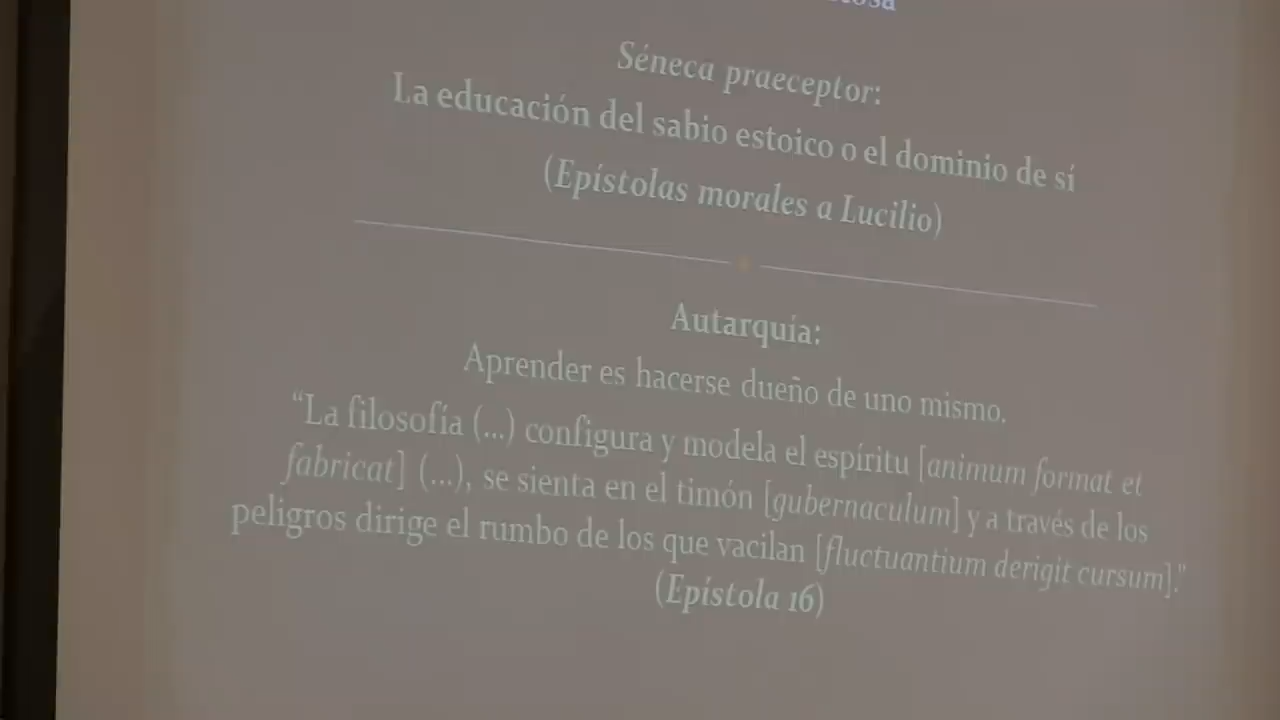 Séneca praeceptor:
La educación del sabio estoico o el dominio de sí
(Epístolas morales a Lucilio)
Autarquía:
Aprender es hacerse dueño de uno mismo.
“La filosofía (...) configura y modela el espíritu [animum format et
fabricat] (...), se sienta en el timón [gubernaculum] y a través de los
peligros dirige el rumbo de los que vacilan [fluctuantium derigit cursum].”
(Epístola 16)